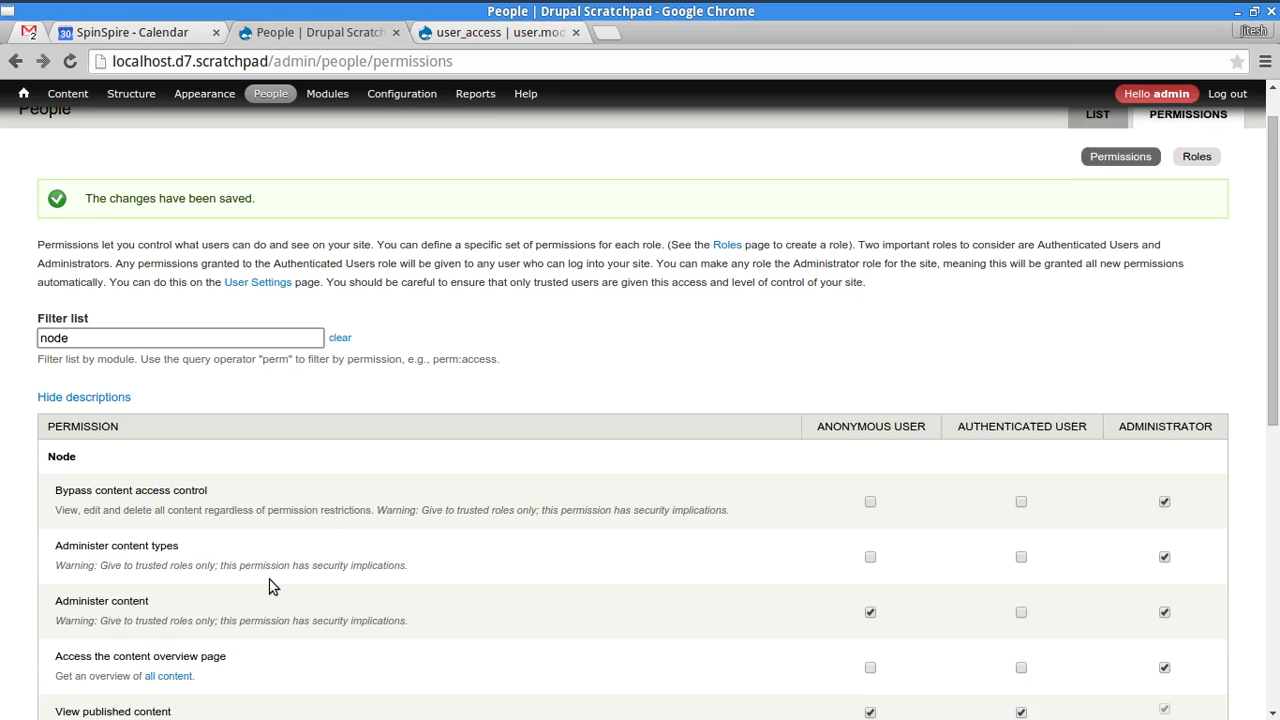 People | Drupal Scratchpad - Google Chrome
2
30 SpinSpire - Calendar × People | Drupal Scratch × user_access | user.mod ×
Jitesh
localhost.d7.scratchpad/admin/people/permissions
Content Structure Appearance People Modules Configuration Reports Help Hello admin Log out
People
LIST PERMISSIONS
Permissions Roles
The changes have been saved.
Permissions let you control what users can do and see on your site. You can define a specific set of permissions for each role. (See the Roles page to create a role). Two important roles to consider are Authenticated Users and
Administrators. Any permissions granted to the Authenticated Users role will be given to any user who can log into your site. You can make any role the Administrator role for the site, meaning this will be granted all new permissions
automatically. You can do this on the User Settings page. You should be careful to ensure that only trusted users are given this access and level of control of your site.
Filter list
node clear
Filter list by module. Use the query operator "perm" to filter by permission, e.g., perm:access.
Hide descriptions
PERMISSION ANONYMOUS USER AUTHENTICATED USER ADMINISTRATOR
Node
Bypass content access control
View, edit and delete all content regardless of permission restrictions. Warning: Give to trusted roles only; this permission has security implications.
Administer content types
Warning: Give to trusted roles only; this permission has security implications.
Administer content
Warning: Give to trusted roles only; this permission has security implications.
Access the content overview page
Get an overview of all content.
View published content